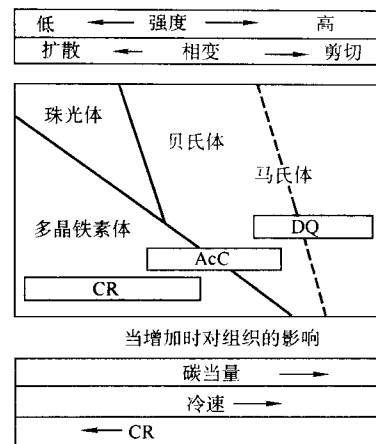 低 强度 高
扩散 相变 剪切
珠光体
贝氏体
马氏体
多晶铁素体
DQ
AcC
CR
当增加时对组织的影响
碳当量
冷速
CR